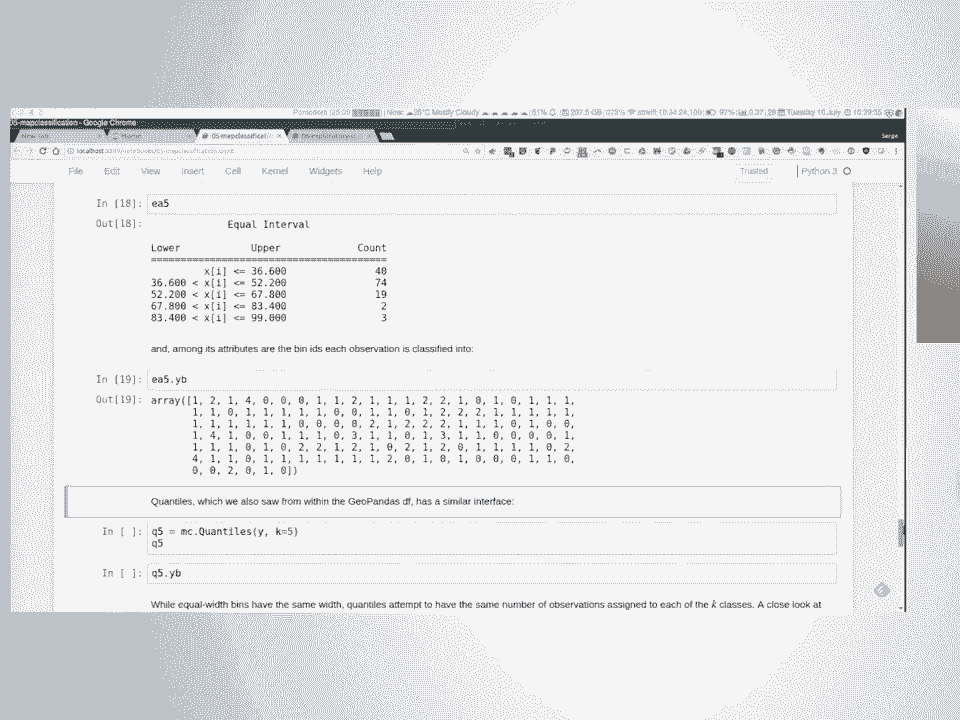 05-mapclassification - Google Chrome
Serge
File Edit View Insert Cell Kernel Widgets Help
Trusted Python 3
In [18]: ea5
Out[18]: Equal Interval
Lower Upper Count
=========================================
x[i] <= 36.600 48
36.600 < x[i] <= 52.200 74
52.200 < x[i] <= 67.800 19
67.800 < x[i] <= 83.400 2
83.400 < x[i] <= 99.000 3
and, among its attributes are the bin ids each observation is classified into:
In [19]: ea5.yb
Out[19]: array([1, 2, 1, 4, 0, 0, 0, 1, 1, 2, 1, 1, 1, 2, 2, 1, 0, 1, 0, 1, 1, 1,
1, 1, 0, 1, 1, 1, 1, 1, 0, 0, 1, 1, 0, 1, 2, 2, 2, 1, 1, 1, 1, 1,
1, 1, 1, 1, 1, 1, 0, 0, 0, 0, 2, 1, 2, 2, 2, 1, 1, 1, 0, 1, 0, 0,
1, 4, 1, 0, 0, 1, 1, 1, 0, 3, 1, 1, 0, 1, 3, 1, 1, 0, 0, 0, 0, 1,
1, 1, 1, 0, 1, 0, 2, 2, 1, 2, 1, 0, 2, 1, 2, 0, 1, 1, 1, 1, 0, 2,
4, 1, 1, 0, 1, 1, 1, 1, 1, 1, 1, 2, 0, 1, 0, 1, 0, 0, 0, 1, 1, 0,
0, 0, 2, 0, 1, 0])
Quantiles, which we also saw from within the GeoPandas df, has a similar interface:
In [ ]: q5 = mc.Quantiles(y, k=5)
q5
In [ ]: q5.yb
While equal-width bins have the same width, quantiles attempt to have the same number of observations assigned to each of the k classes. A close look at